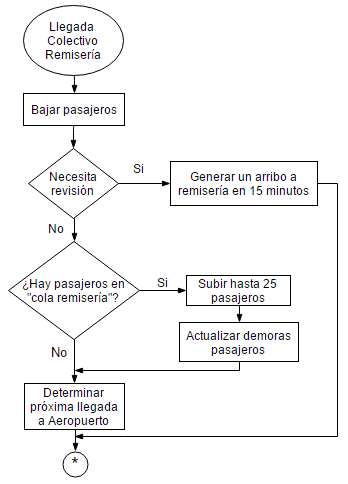 Llegada
Colectivo
Remisería
Bajar pasajeros
Necesita
revisión
Si
Generar un arribo a
remisería en 15 minutos
No
¿Hay pasajeros en
"cola remisería"?
Si
Subir hasta 25
pasajeros
Actualizar demoras
pasajeros
No
Determinar
próxima llegada
a Aeropuerto
*